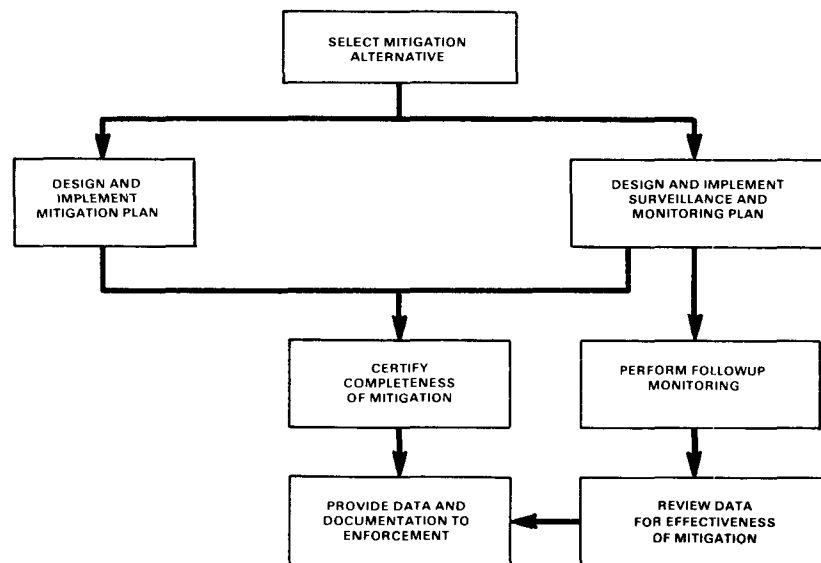 SELECT MITIGATION
ALTERNATIVE
DESIGN AND
IMPLEMENT
MITIGATION PLAN
DESIGN AND IMPLEMENT
SURVEILLANCE AND
MONITORING PLAN
CERTIFY
COMPLETENESS
OF MITIGATION
PERFORM FOLLOWUP
MONITORING
PROVIDE DATA AND
DOCUMENTATION TO
ENFORCEMENT
REVIEW DATA
FOR EFFECTIVENESS
OF MITIGATION